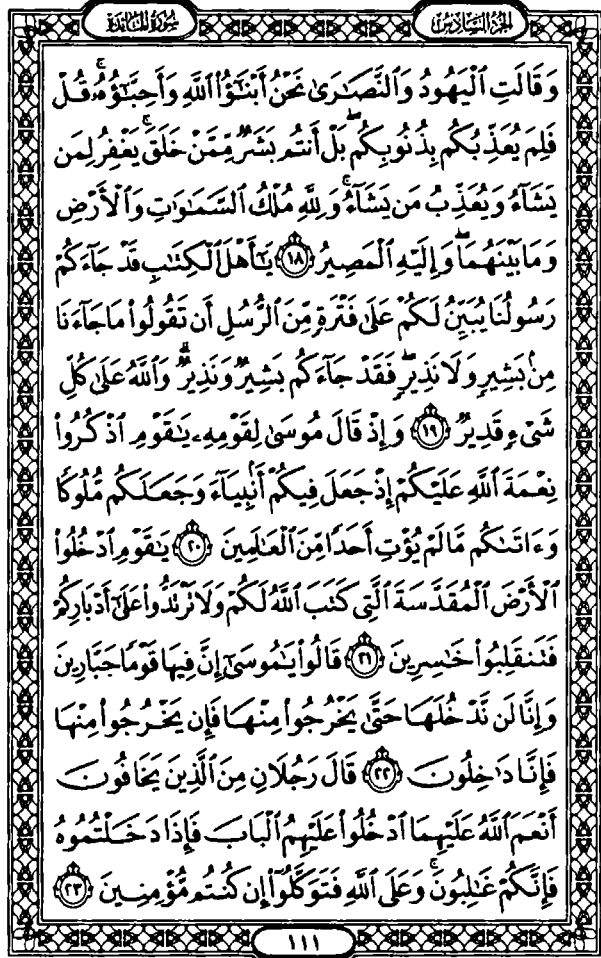 الجزء السادس
سورة المائدة
وَقَالَتِ ٱلْيَهُودُ وَٱلنَّصَٰرَىٰ نَحْنُ أَبْنَٰٓؤُا۟ ٱللَّهِ وَأَحِبَّٰٓؤُهُۥ ۚ قُلْ
فَلِمَ يُعَذِّبُكُم بِذُنُوبِكُم ۖ بَلْ أَنتُم بَشَرٌ مِّمَّنْ خَلَقَ ۚ يَغْفِرُ لِمَن
يَشَآءُ وَيُعَذِّبُ مَن يَشَآءُ ۚ وَلِلَّهِ مُلْكُ ٱلسَّمَٰوَٰتِ وَٱلْأَرْضِ
وَمَا بَيْنَهُمَا ۖ وَإِلَيْهِ ٱلْمَصِيرُ ١٨ يَٰٓأَهْلَ ٱلْكِتَٰبِ قَدْ جَآءَكُمْ
رَسُولُنَا يُبَيِّنُ لَكُمْ عَلَىٰ فَتْرَةٍ مِّنَ ٱلرُّسُلِ أَن تَقُولُوا۟ مَا جَآءَنَا
مِنۢ بَشِيرٍ وَلَا نَذِيرٍ ۖ فَقَدْ جَآءَكُم بَشِيرٌ وَنَذِيرٌ ۗ وَٱللَّهُ عَلَىٰ كُلِّ
شَىْءٍ قَدِيرٌ ١٩ وَإِذْ قَالَ مُوسَىٰ لِقَوْمِهِۦ يَٰقَوْمِ ٱذْكُرُوا۟
نِعْمَةَ ٱللَّهِ عَلَيْكُمْ إِذْ جَعَلَ فِيكُمْ أَنۢبِيَآءَ وَجَعَلَكُم مُّلُوكًا
وَءَاتَىٰكُم مَّا لَمْ يُؤْتِ أَحَدًا مِّنَ ٱلْعَٰلَمِينَ ٢٠ يَٰقَوْمِ ٱدْخُلُوا۟
ٱلْأَرْضَ ٱلْمُقَدَّسَةَ ٱلَّتِى كَتَبَ ٱللَّهُ لَكُمْ وَلَا تَرْتَدُّوا۟ عَلَىٰٓ أَدْبَارِكُمْ
فَتَنقَلِبُوا۟ خَٰسِرِينَ ٢١ قَالُوا۟ يَٰمُوسَىٰٓ إِنَّ فِيهَا قَوْمًا جَبَّارِينَ
وَإِنَّا لَن نَّدْخُلَهَا حَتَّىٰ يَخْرُجُوا۟ مِنْهَا فَإِن يَخْرُجُوا۟ مِنْهَا
فَإِنَّا دَٰخِلُونَ ٢٢ قَالَ رَجُلَانِ مِنَ ٱلَّذِينَ يَخَافُونَ
أَنْعَمَ ٱللَّهُ عَلَيْهِمَا ٱدْخُلُوا۟ عَلَيْهِمُ ٱلْبَابَ فَإِذَا دَخَلْتُمُوهُ
فَإِنَّكُمْ غَٰلِبُونَ ۚ وَعَلَى ٱللَّهِ فَتَوَكَّلُوٓا۟ إِن كُنتُم مُّؤْمِنِينَ ٢٣
١١١